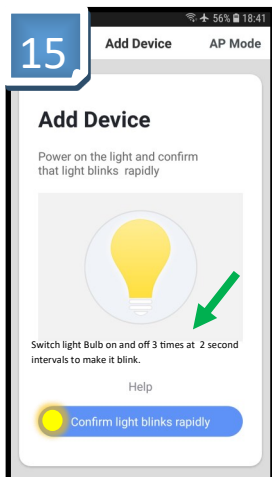 56% 18:41
15
Add Device AP Mode
Add Device
Power on the light and confirm
that light blinks rapidly
Switch light Bulb on and off 3 times at 2 second
intervals to make it blink.
Help
Confirm light blinks rapidly